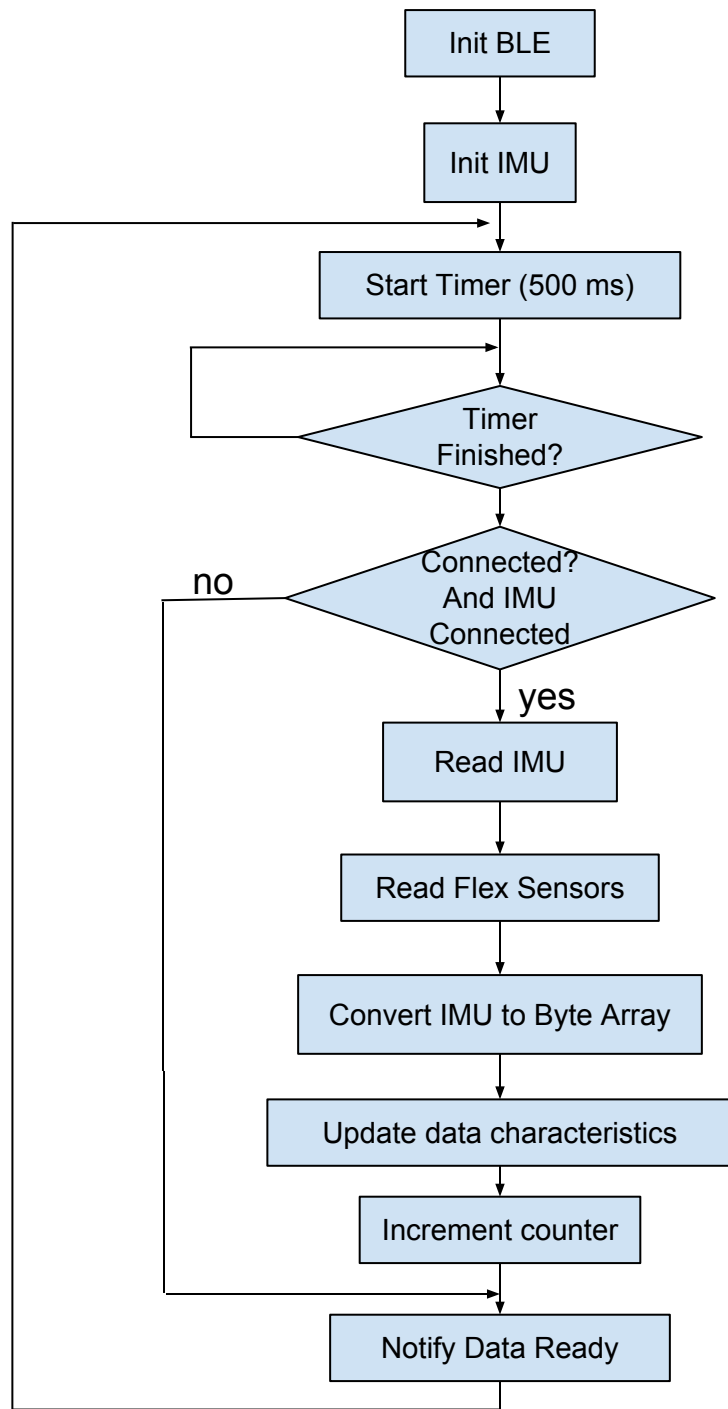 Init BLE
Init IMU
Start Timer (500 ms)
Timer
Finished?
Connected?
And IMU
Connected
no
yes
Read IMU
Read Flex Sensors
Convert IMU to Byte Array
Update data characteristics
Increment counter
Notify Data Ready